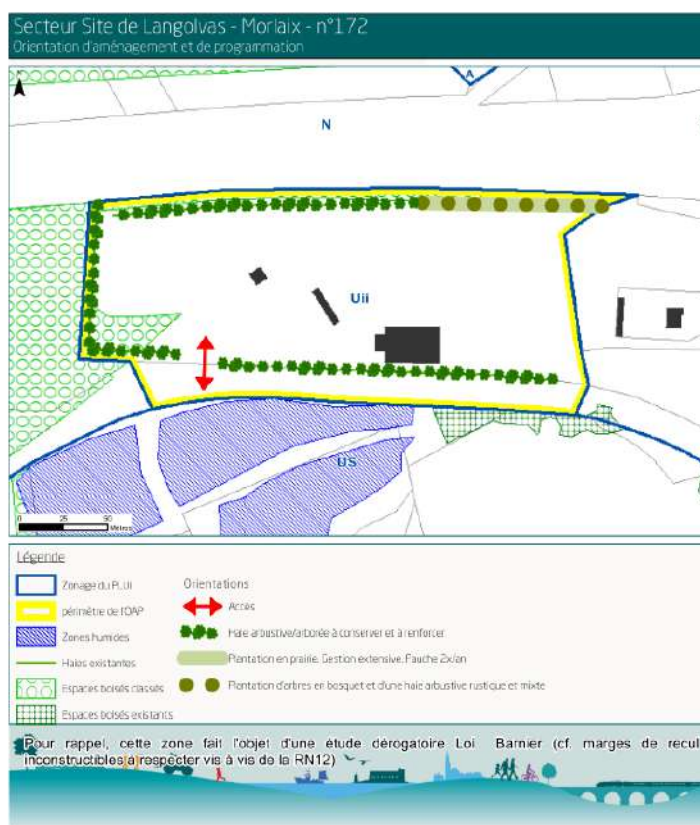 Secteur Site de Langolvas - Morlaix - n°172
Orientation d'aménagement et de programmation
A
N
Uii
US
0 25 50
Mètres
Légende
Zonage du PLUi
périmètre de l'OAP
Zones humides
Haies existantes
Espaces boisés classés
Espaces boisés existants
Orientations
Accès
Haie arbustive/arborée à conserver et à renforcer
Plantation en prairie. Gestion extensive. Fauche 2x/an
Plantation d'arbres en bosquet et d'une haie arbustive rustique et mixte
Pour rappel, cette zone fait l'objet d'une étude dérogatoire Loi Barnier (cf. marges de recul
inconstructibles à respecter vis à vis de la RN12)